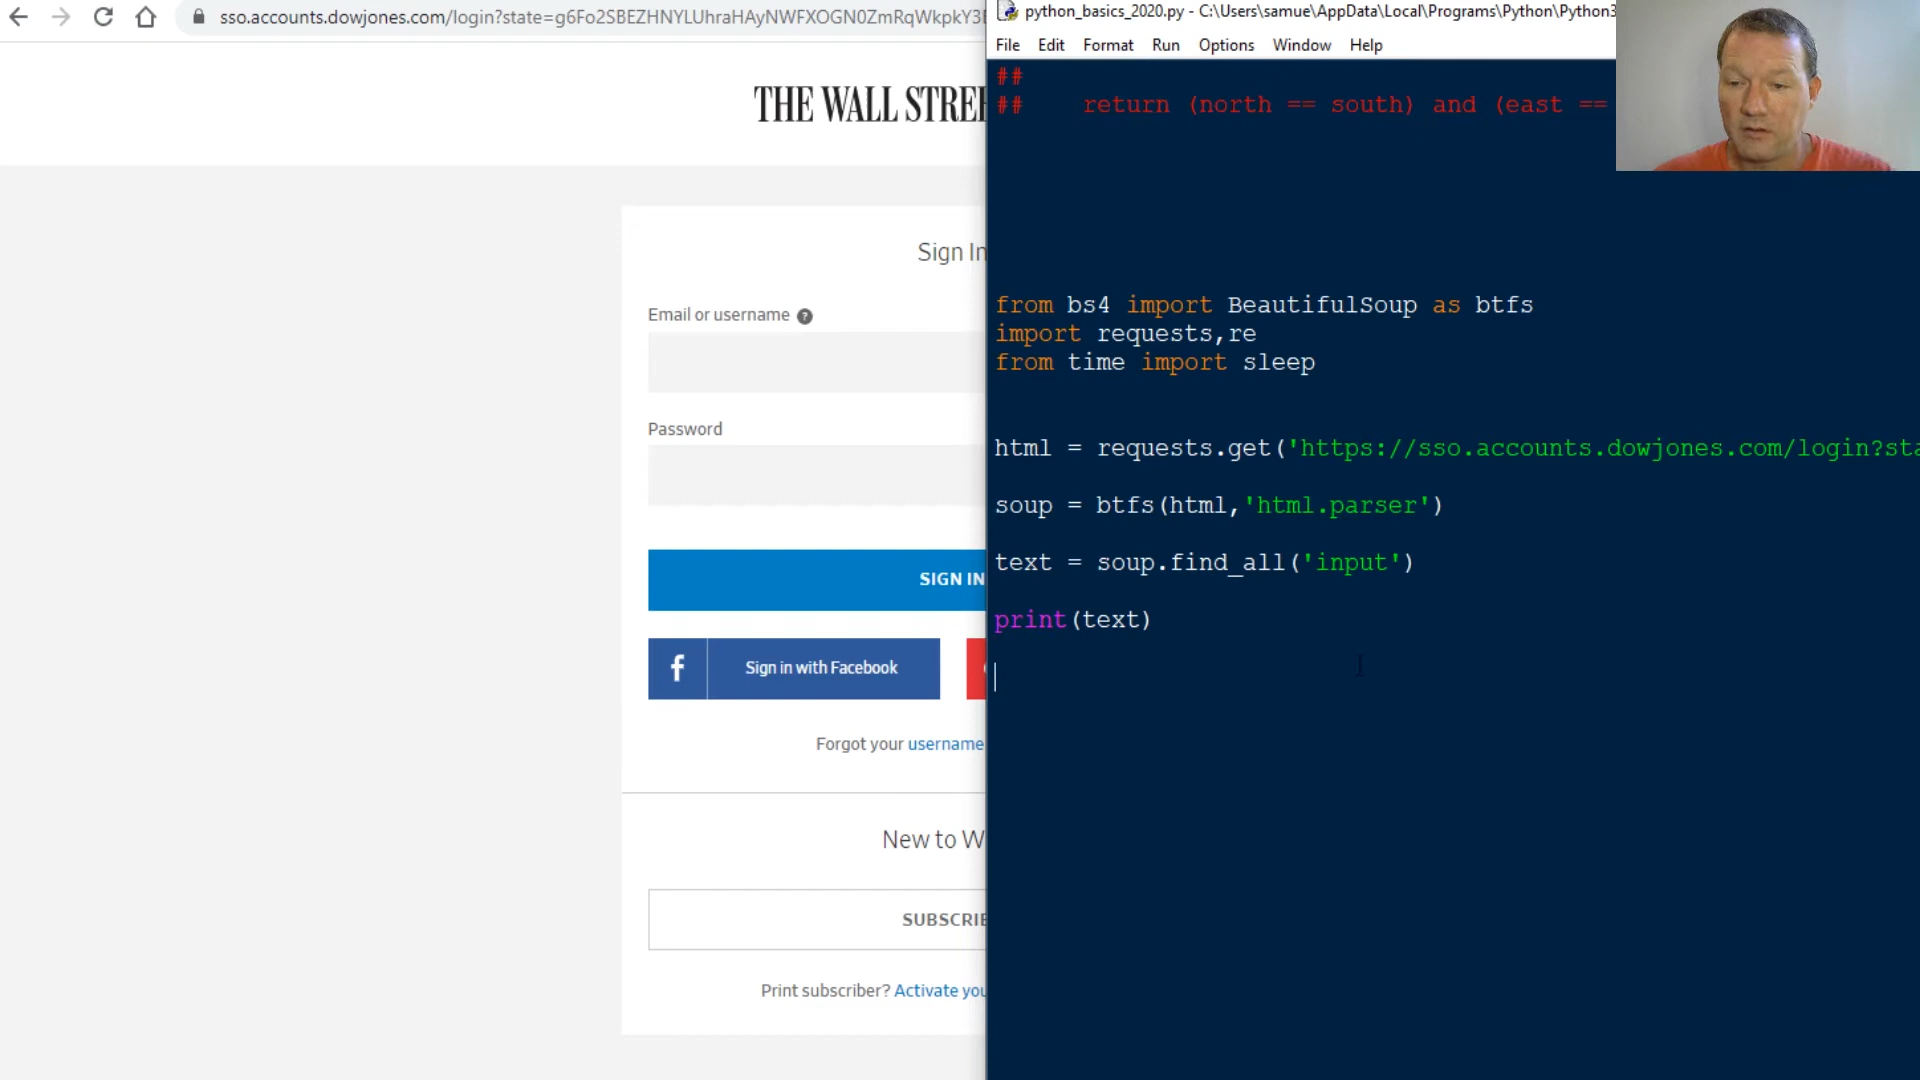 sso.accounts.dowjones.com/login?state=g6Fo2SBEZHNYLUhraHAyNWFXOGN0ZmRqWkpkY3
THE WALL STREE
Sign In
Email or username ?
Password
SIGN IN
f Sign in with Facebook
Forgot your username
New to W
SUBSCRIBE
Print subscriber? Activate you
python_basics_2020.py - C:\Users\samue\AppData\Local\Programs\Python\Python3
File Edit Format Run Options Window Help
##
##    return (north == south) and (east ==
from bs4 import BeautifulSoup as btfs
import requests,re
from time import sleep
html = requests.get('https://sso.accounts.dowjones.com/login?sta
soup = btfs(html,'html.parser')
text = soup.find_all('input')
print(text)